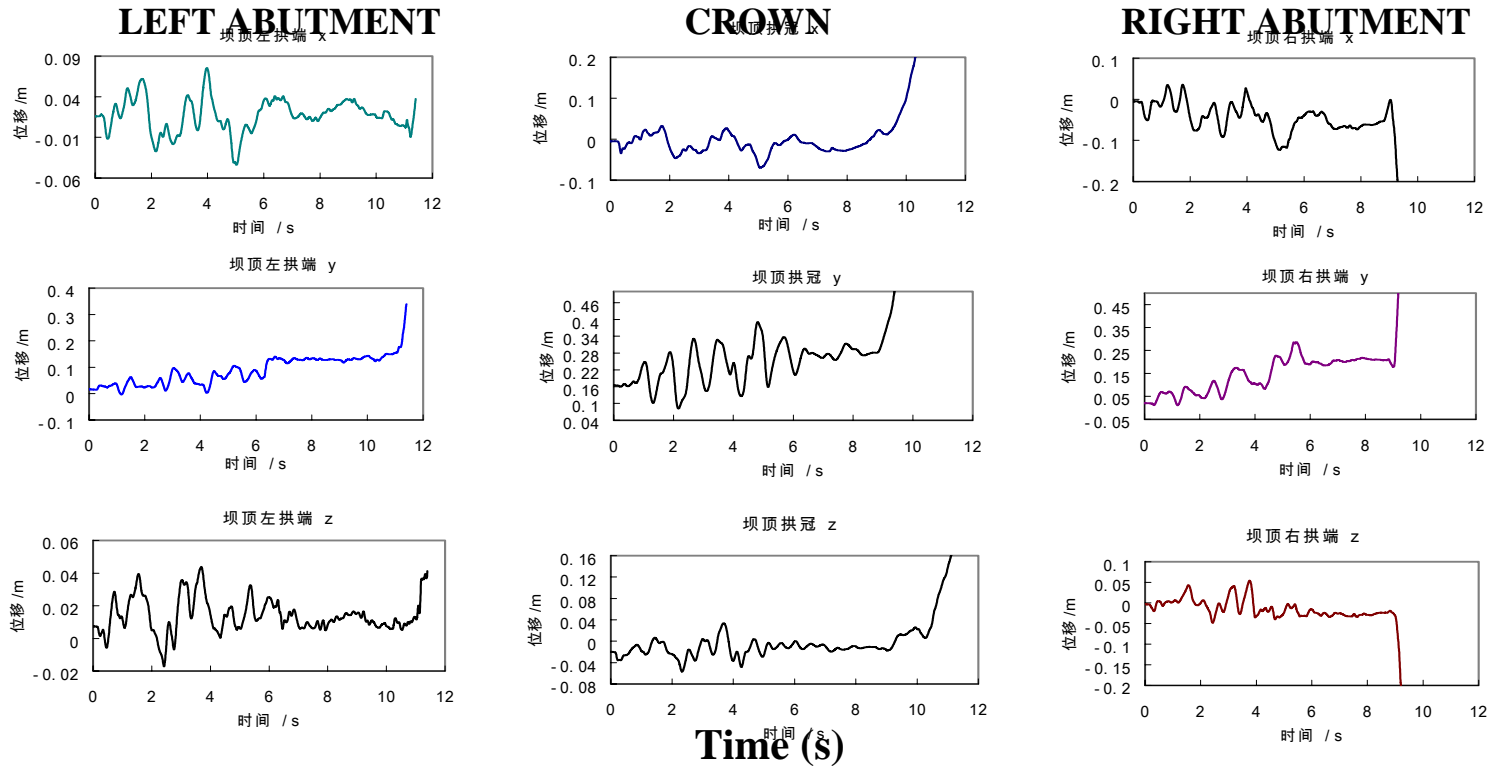 LEFT ABUTMENT
CROWN
RIGHT ABUTMENT
坝顶左拱端 x
0.09
0.04
-0.01
-0.06
位移/m
0 2 4 6 8 10 12
时间 /s
坝顶拱冠 x
0.2
0.1
0
-0.1
位移/m
0 2 4 6 8 10 12
时间 /s
坝顶右拱端 x
0.1
0
-0.1
-0.2
位移/m
0 2 4 6 8 10 12
时间 /s
坝顶左拱端 y
0.4
0.3
0.2
0.1
0
-0.1
位移/m
0 2 4 6 8 10 12
时间 /s
坝顶拱冠 y
0.46
0.4
0.34
0.28
0.22
0.16
0.1
0.04
位移/m
0 2 4 6 8 10 12
时间 /s
坝顶右拱端 y
0.45
0.35
0.25
0.15
0.05
-0.05
位移/m
0 2 4 6 8 10 12
时间 /s
坝顶左拱端 z
0.06
0.04
0.02
0
-0.02
位移/m
0 2 4 6 8 10 12
时间 /s
坝顶拱冠 z
0.16
0.12
0.08
0.04
0
-0.04
-0.08
位移/m
0 2 4 6 8 10 12
时间 /s
坝顶右拱端 z
0.1
0.05
0
-0.05
-0.1
-0.15
-0.2
位移/m
0 2 4 6 8 10 12
时间 /s
Time (s)